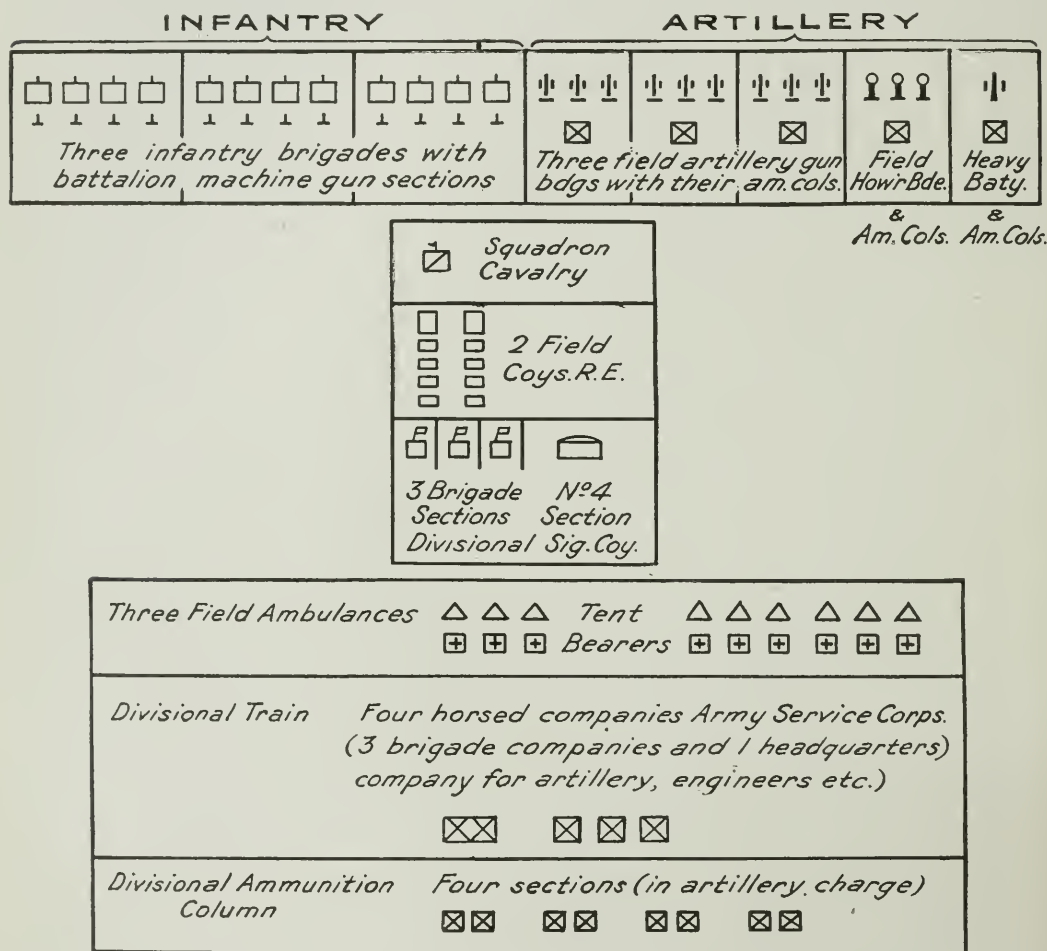 INFANTRY
ARTILLERY
Three infantry brigades with
battalion machine gun sections
Three field artillery gun
bdgs with their am. cols.
Field
How'r Bde.
&
Am. Cols.
Heavy
Baty.
&
Am. Cols.
Squadron
Cavalry
2 Field
Coys. R.E.
3 Brigade
Sections
Nº4
Section
Divisional Sig. Coy.
Three Field Ambulances
Tent
Bearers
Divisional Train
Four horsed companies Army Service Corps.
(3 brigade companies and 1 headquarters)
company for artillery, engineers etc.)
Divisional Ammunition
Column
Four sections (in artillery charge)